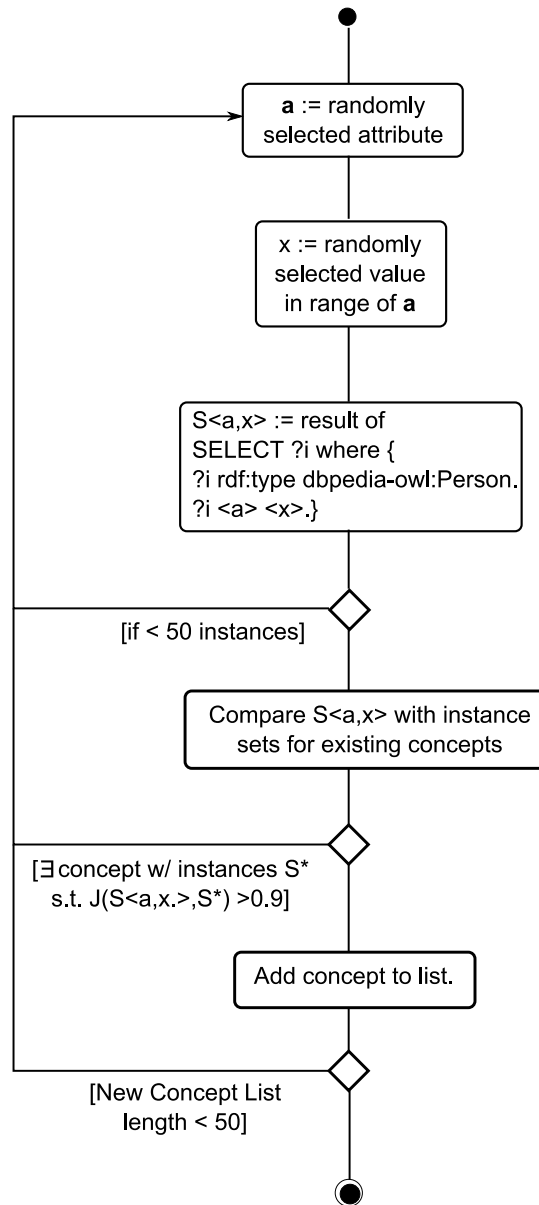 a := randomly
selected attribute
x := randomly
selected value
in range of a
S<a,x> := result of
SELECT ?i where {
?i rdf:type dbpedia-owl:Person.
?i <a> <x>.}
[if < 50 instances]
Compare S<a,x> with instance
sets for existing concepts
[∃ concept w/ instances S*
s.t. J(S<a,x.>,S*) >0.9]
Add concept to list.
[New Concept List
length < 50]